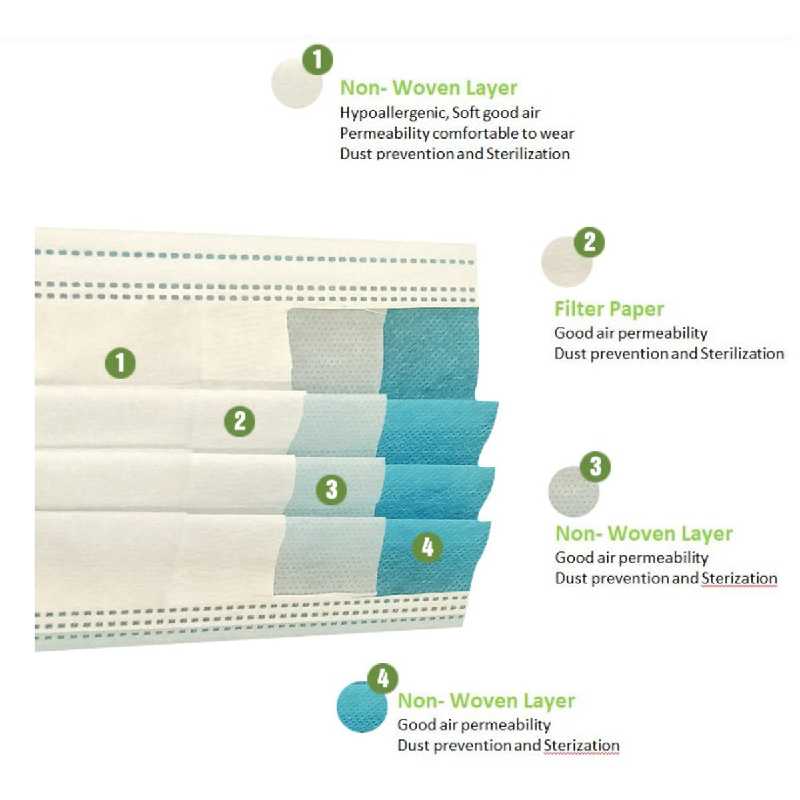 1
Non- Woven Layer
Hypoallergenic, Soft good air
Permeability comfortable to wear
Dust prevention and Sterilization
2
Filter Paper
Good air permeability
Dust prevention and Sterilization
1
2
3
4
3
Non- Woven Layer
Good air permeability
Dust prevention and Sterization
4
Non- Woven Layer
Good air permeability
Dust prevention and Sterization